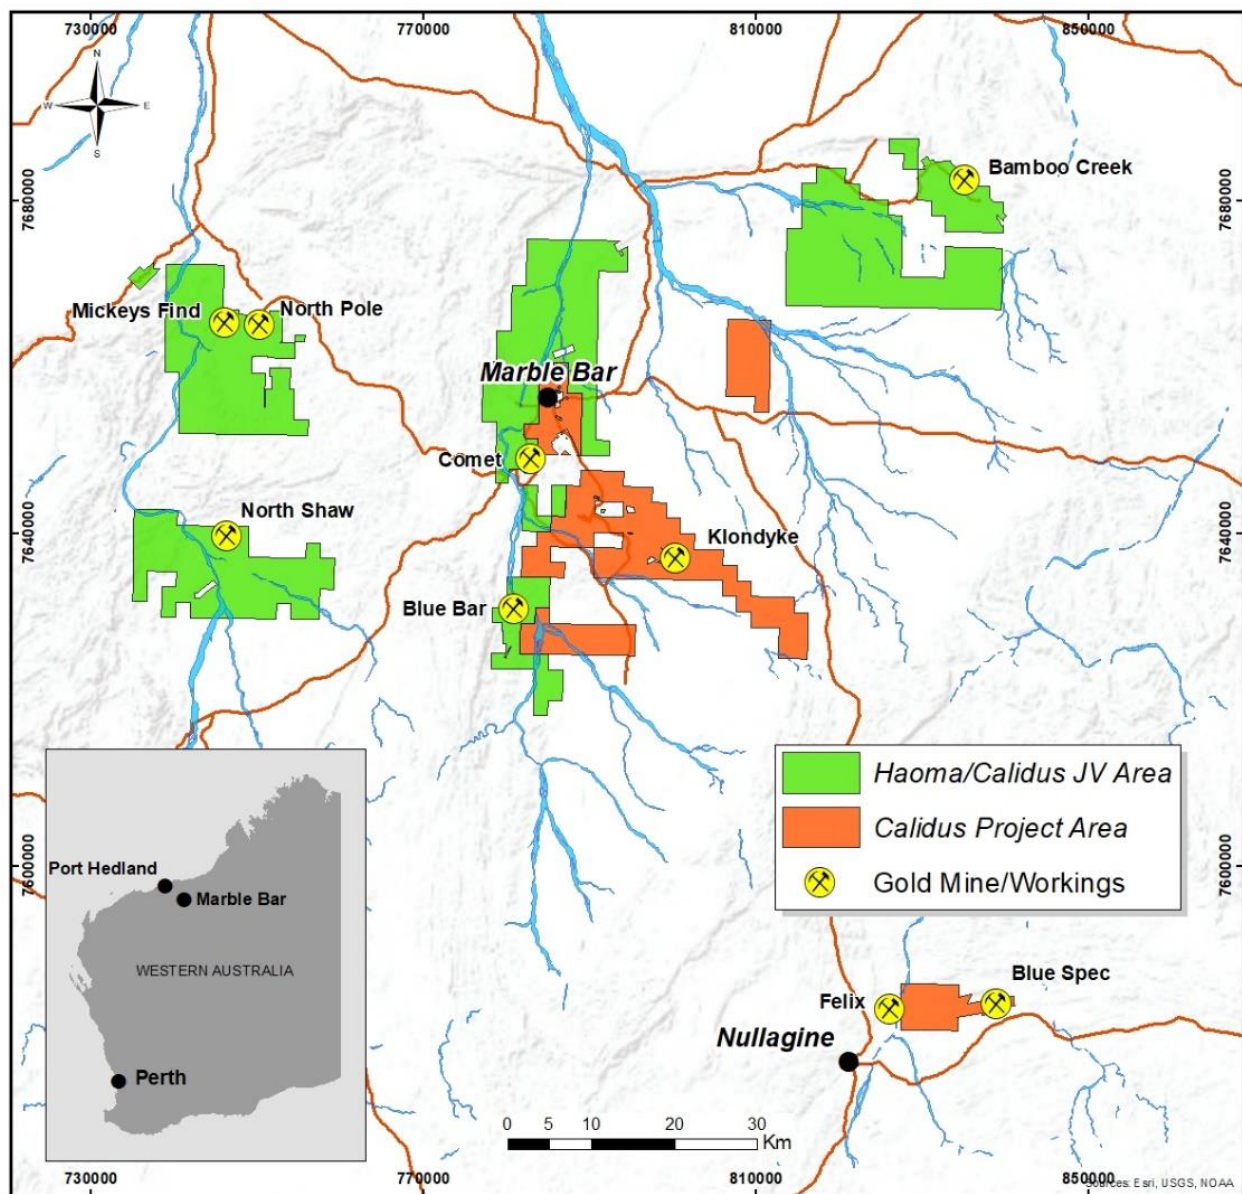 730000
770000
810000
850000
N
W
E
S
7680000
7680000
Bamboo Creek
Mickeys Find
North Pole
Marble Bar
Comet
North Shaw
7640000
7640000
Klondyke
Blue Bar
Haoma/Calidus JV Area
Calidus Project Area
Gold Mine/Workings
Port Hedland
Marble Bar
WESTERN AUSTRALIA
Perth
7600000
7600000
Blue Spec
Felix
Nullagine
0 5 10 20 30
Km
730000
770000
810000
850000
Sources: Esri, USGS, NOAA